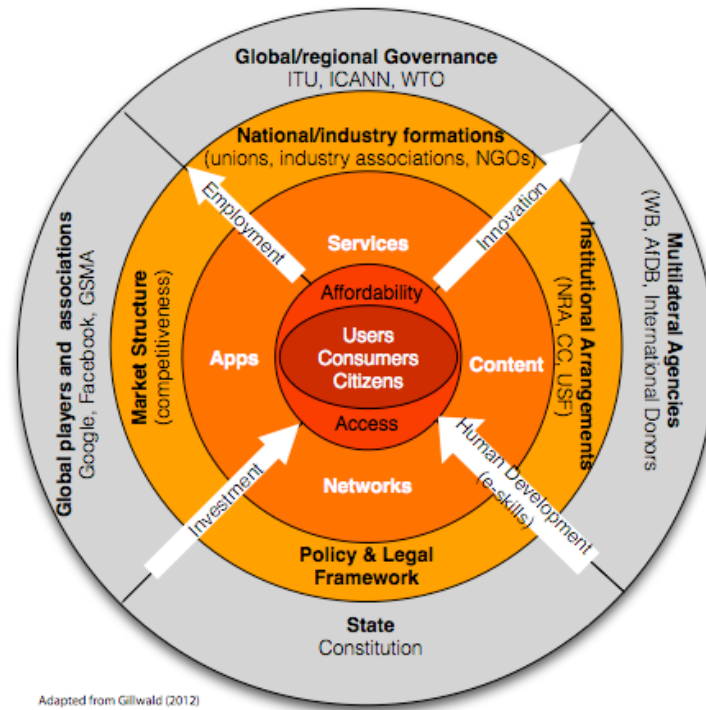 Global/regional Governance
ITU, ICANN, WTO
National/industry formations
(unions, industry associations, NGOs)
Employment
Innovation
Services
Global players and associations
Google, Facebook, GSMA
Market Structure
(competitiveness)
Apps
Affordability
Users
Consumers
Citizens
Access
Content
Institutional Arrangements
(NRA, CC, USF)
Multilateral Agencies
(WB, AfDB, International Donors
Networks
Investment
Human Development
(e-skills)
Policy & Legal
Framework
State
Constitution
Adapted from Gillwald (2012)